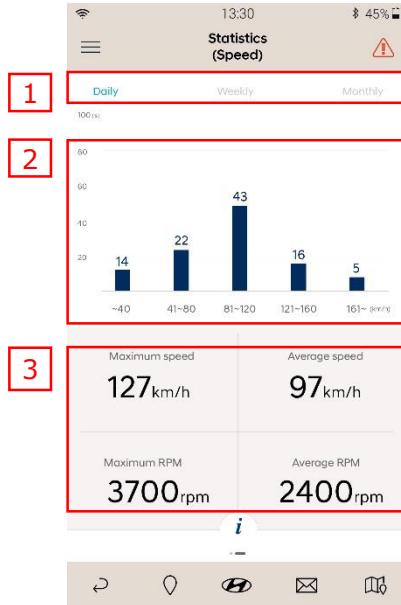 13:30
45%
Statistics
(Speed)
1
Daily Weekly Monthly
100 (%)
2
80
60
40
20
14 22 43 16 5
~40 41~80 81~120 121~160 161~ (km/h)
3
Maximum speed Average speed
127km/h 97km/h
Maximum RPM Average RPM
3700rpm 2400rpm
i